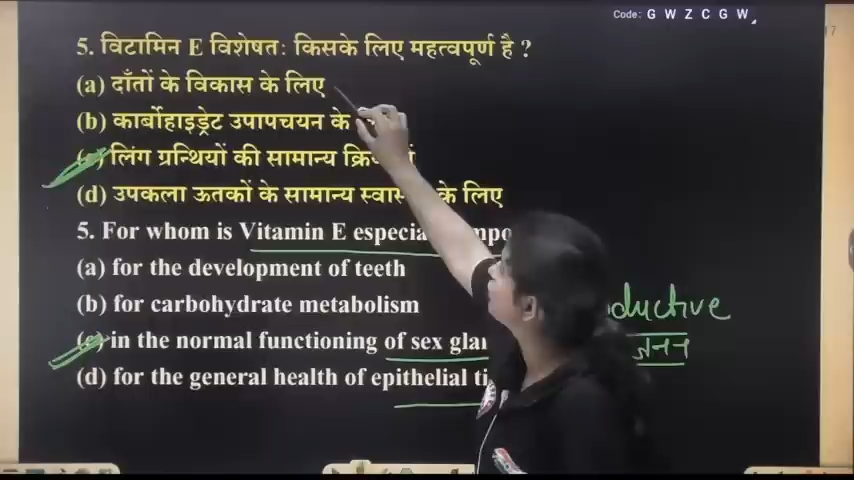 Code: G W Z C G W
17
5. विटामिन E विशेषतः किसके लिए महत्वपूर्ण है ?
(a) दाँतों के विकास के लिए
(b) कार्बोहाइड्रेट उपापचयन के
लिंग ग्रन्थियों की सामान्य
(d) उपकला ऊतकों के सामान्य के लिए
5. For whom is Vitamin E
(a) for the development of teeth
(b) for carbohydrate metabolism
(c) in the normal functioning of sex
(d) for the general health of epithelial